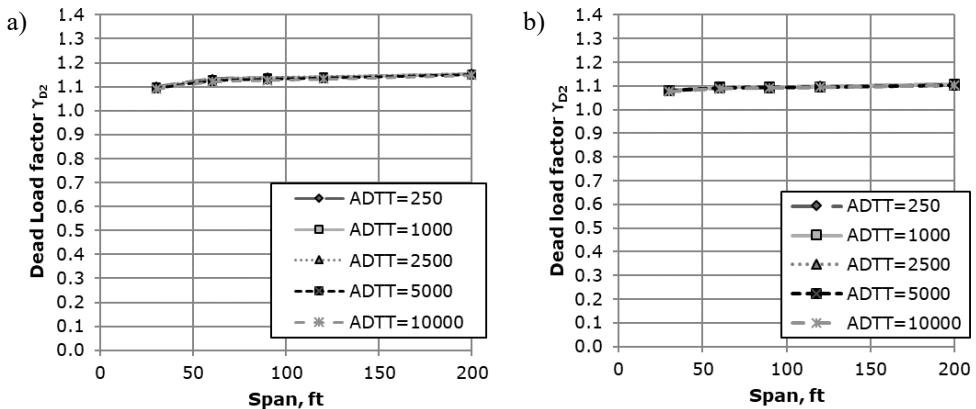 a)
Dead Load factor γD2
1.4
1.3
1.2
1.1
1.0
0.9
0.8
0.7
0.6
0.5
0.4
0.3
0.2
0.1
0.0
0
50
100
150
200
Span, ft
ADTT=250
ADTT=1000
ADTT=2500
ADTT=5000
ADTT=10000
b)
Dead load factor γD2
1.4
1.3
1.2
1.1
1.0
0.9
0.8
0.7
0.6
0.5
0.4
0.3
0.2
0.1
0.0
0
50
100
150
200
Span, ft
ADTT=250
ADTT=1000
ADTT=2500
ADTT=5000
ADTT=10000